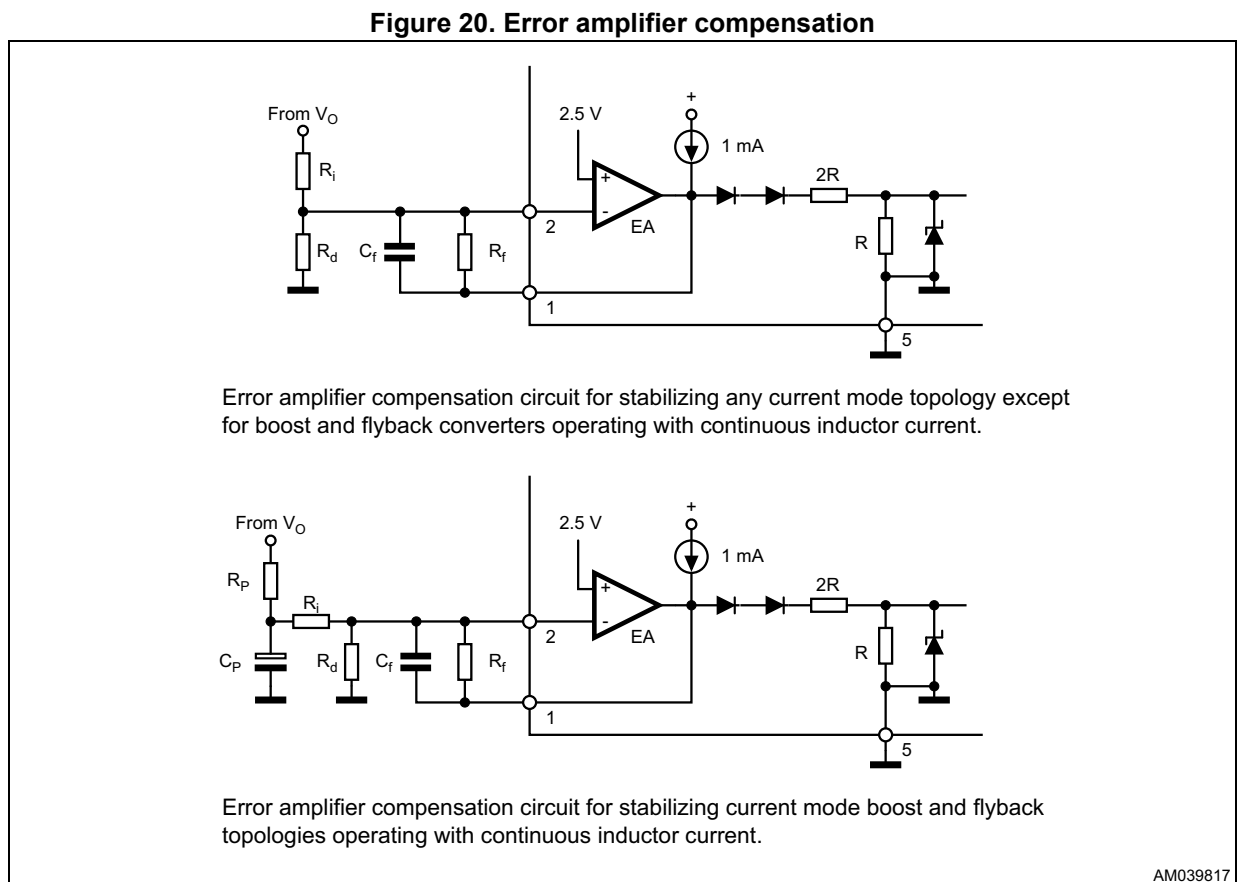 Figure 20. Error amplifier compensation
From VO
Ri
Rd
Cf
Rf
2
1
2.5 V
+
-
EA
+
1 mA
2R
R
5
Error amplifier compensation circuit for stabilizing any current mode topology except
for boost and flyback converters operating with continuous inductor current.
From VO
RP
CP
Ri
Rd
Cf
Rf
2
1
2.5 V
+
-
EA
+
1 mA
2R
R
5
Error amplifier compensation circuit for stabilizing current mode boost and flyback
topologies operating with continuous inductor current.
AM039817